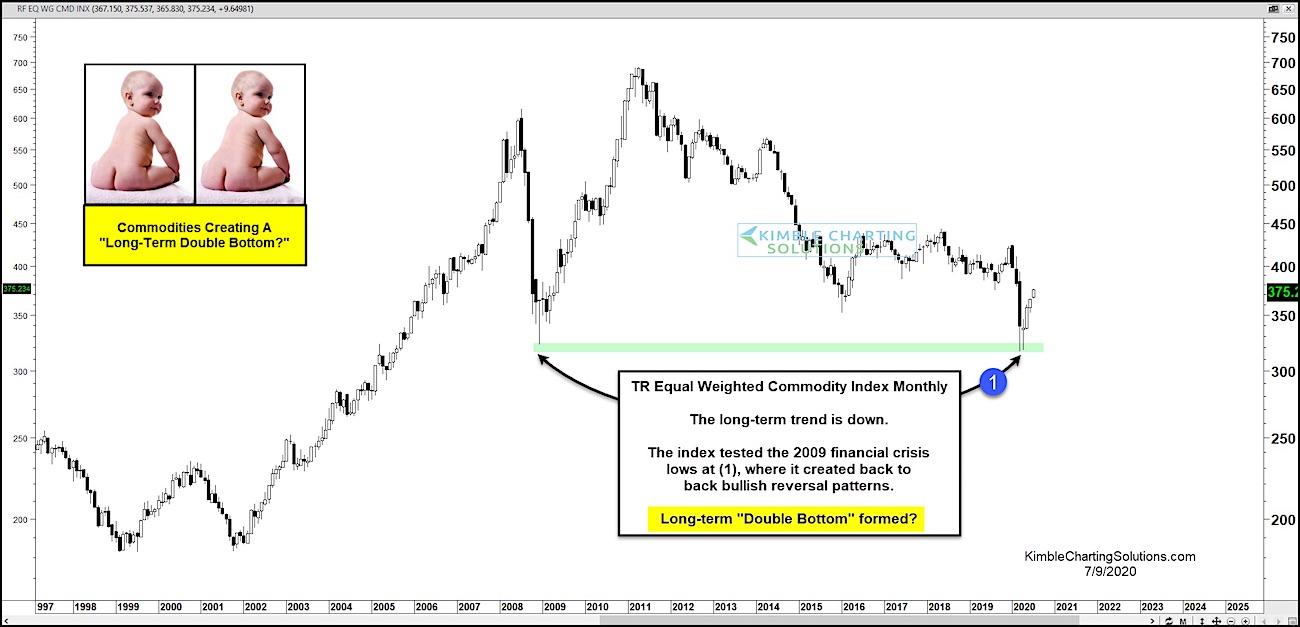 RF EQ WG CMD INX (367.150, 375.537, 365.830, 375.234, +9.64981)
750
700
650
600
550
500
450
400
350
300
250
200
375.234
750
700
650
600
550
500
450
400
375.2
350
300
250
200
Commodities Creating A
"Long-Term Double Bottom?"
KIMBLE CHARTING
SOLUTIONS
1
TR Equal Weighted Commodity Index Monthly
The long-term trend is down.
The index tested the 2009 financial crisis
lows at (1), where it created back to
back bullish reversal patterns.
Long-term "Double Bottom" formed?
KimbleChartingSolutions.com
7/9/2020
997 1998 1999 2000 2001 2002 2003 2004 2005 2006 2007 2008 2009 2010 2011 2012 2013 2014 2015 2016 2017 2018 2019 2020 2021 2022 2023 2024 2025
M